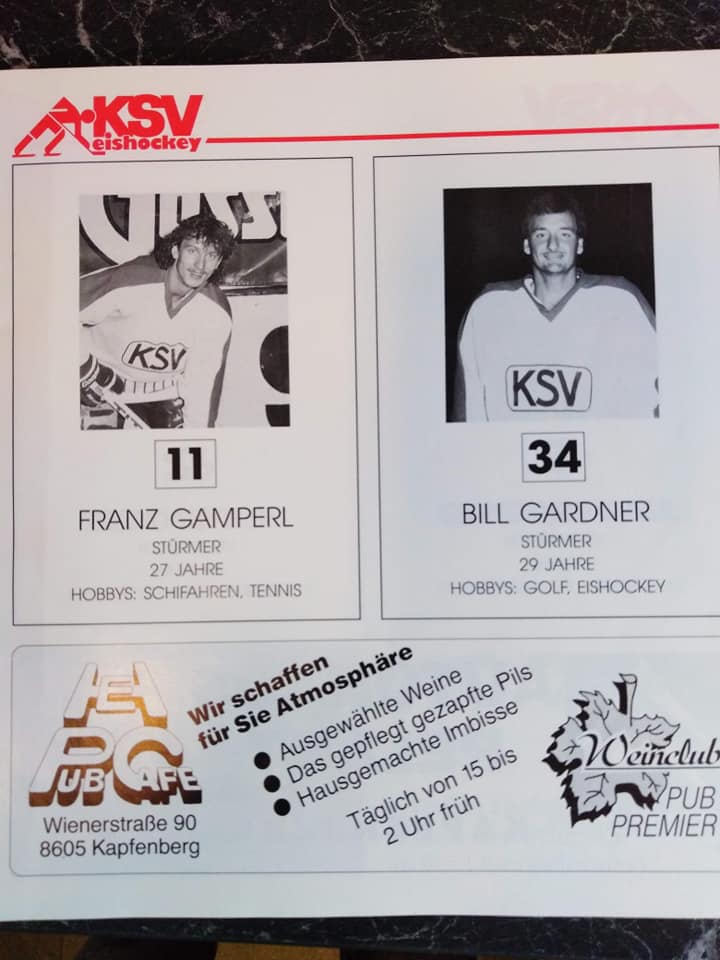 KSV
eishockey
KSV
11
FRANZ GAMPERL
STÜRMER
27 JAHRE
HOBBYS: SCHIFAHREN, TENNIS
KSV
34
BILL GARDNER
STÜRMER
29 JAHRE
HOBBYS: GOLF, EISHOCKEY
PUB CAFE
Wienerstraße 90
8605 Kapfenberg
Wir schaffen
für Sie Atmosphäre
● Ausgewählte Weine
● Das gepflegt gezapfte Pils
● Hausgemachte Imbisse
Täglich von 15 bis
2 Uhr früh
Weinclub
PUB
PREMIER